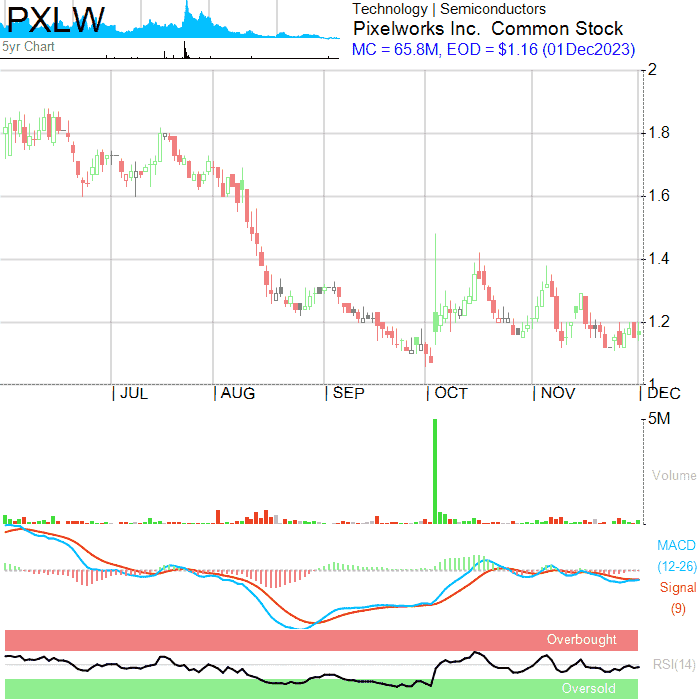 PXLW
5yr Chart
Technology | Semiconductors
Pixelworks Inc.  Common Stock
MC = 65.8M, EOD = $1.16 (01Dec2023)
2
1.8
1.6
1.4
1.2
1
| JUL | AUG | SEP | OCT | NOV | DEC
5M
Volume
MACD
(12-26)
Signal
(9)
Overbought
RSI(14)
Oversold